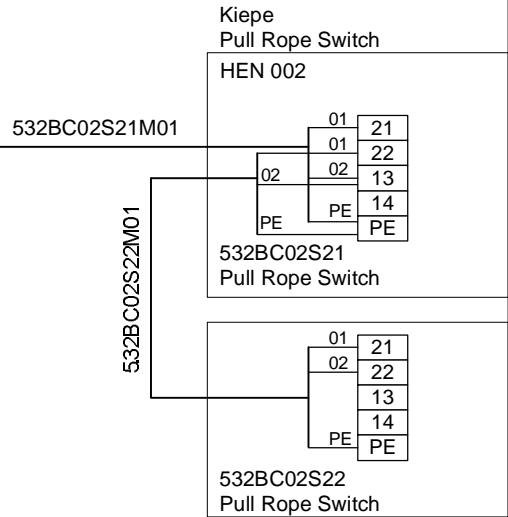 Kiepe
Pull Rope Switch
HEN 002
532BC02S21M01
01 21
01 22
02 02 13
14
PE
PE PE
532BC02S21
Pull Rope Switch
532BC02S22M01
01 21
02 22
13
14
PE PE
532BC02S22
Pull Rope Switch